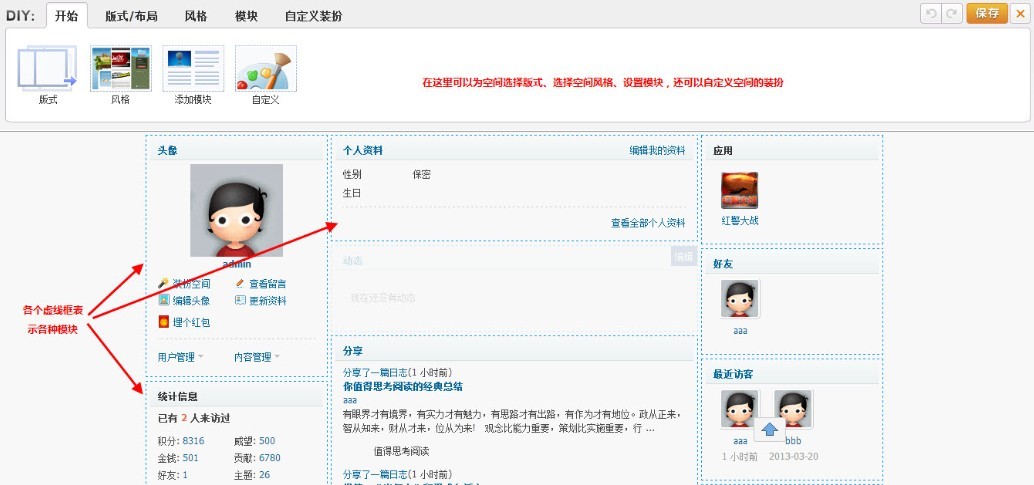 DIY: 开始 版式/布局 风格 模块 自定义装扮 保存
版式 风格 添加模块 自定义
在这里可以为空间选择版式、选择空间风格、设置模块，还可以自定义空间的装扮
头像
admin
装扮空间 查看留言
编辑头像 更新资料
埋个红包
用户管理 内容管理
各个虚线框表
示各种模块
统计信息
已有 2 人来访过
积分: 8316 威望: 500
金钱: 501 贡献: 6780
好友: 1 主题: 26
个人资料 编辑我的资料
性别 保密
生日
查看全部个人资料
动态 编辑
现在还没有动态
分享
分享了一篇日志(1 小时前)
你值得思考阅读的经典总结
aaa
有眼界才有境界，有实力才有魅力，有思路才有出路，有作为才有地位。政从正来，
智从知来，财从才来，位从为来! 观念比能力重要，策划比实施重要，行 ...
值得思考阅读
分享了一篇日志(1 小时前)
应用
红警大战
好友
aaa
最近访客
aaa bbb
1 小时前 2013-03-20